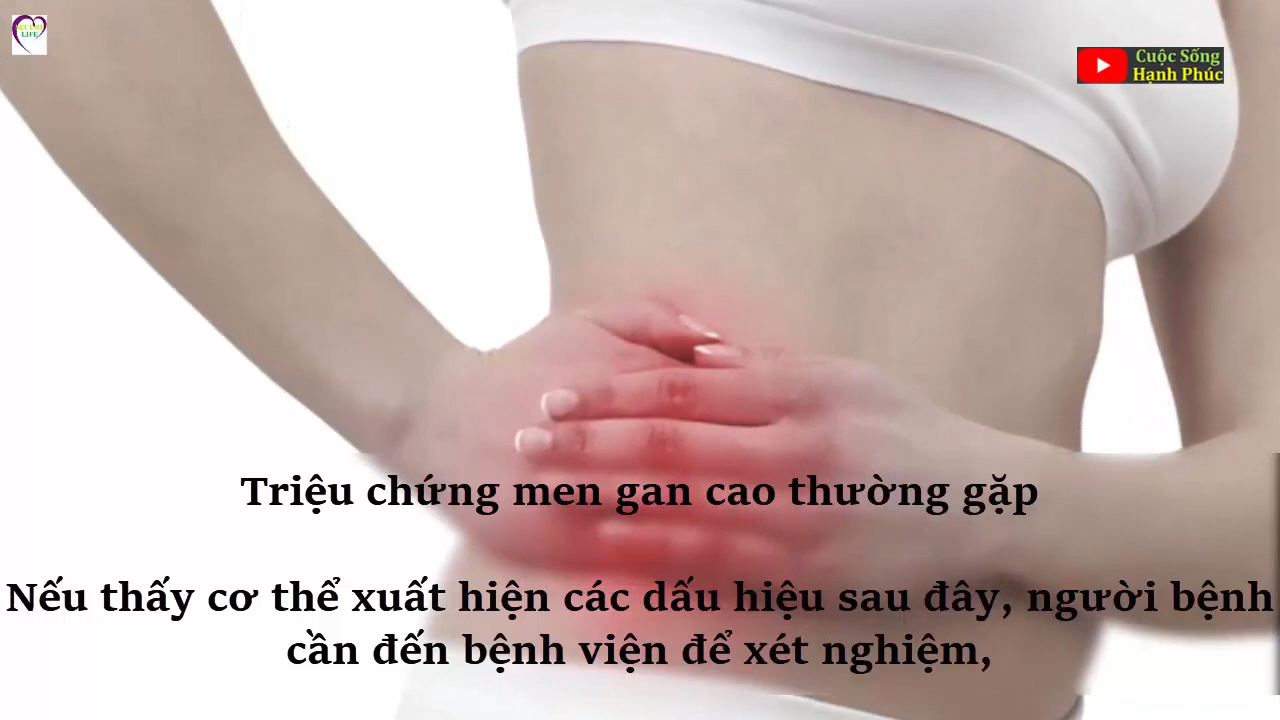 LIFE
Cuộc Sống
Hạnh Phúc
Triệu chứng men gan cao thường gặp
Nếu thấy cơ thể xuất hiện các dấu hiệu sau đây, người bệnh
cần đến bệnh viện để xét nghiệm,